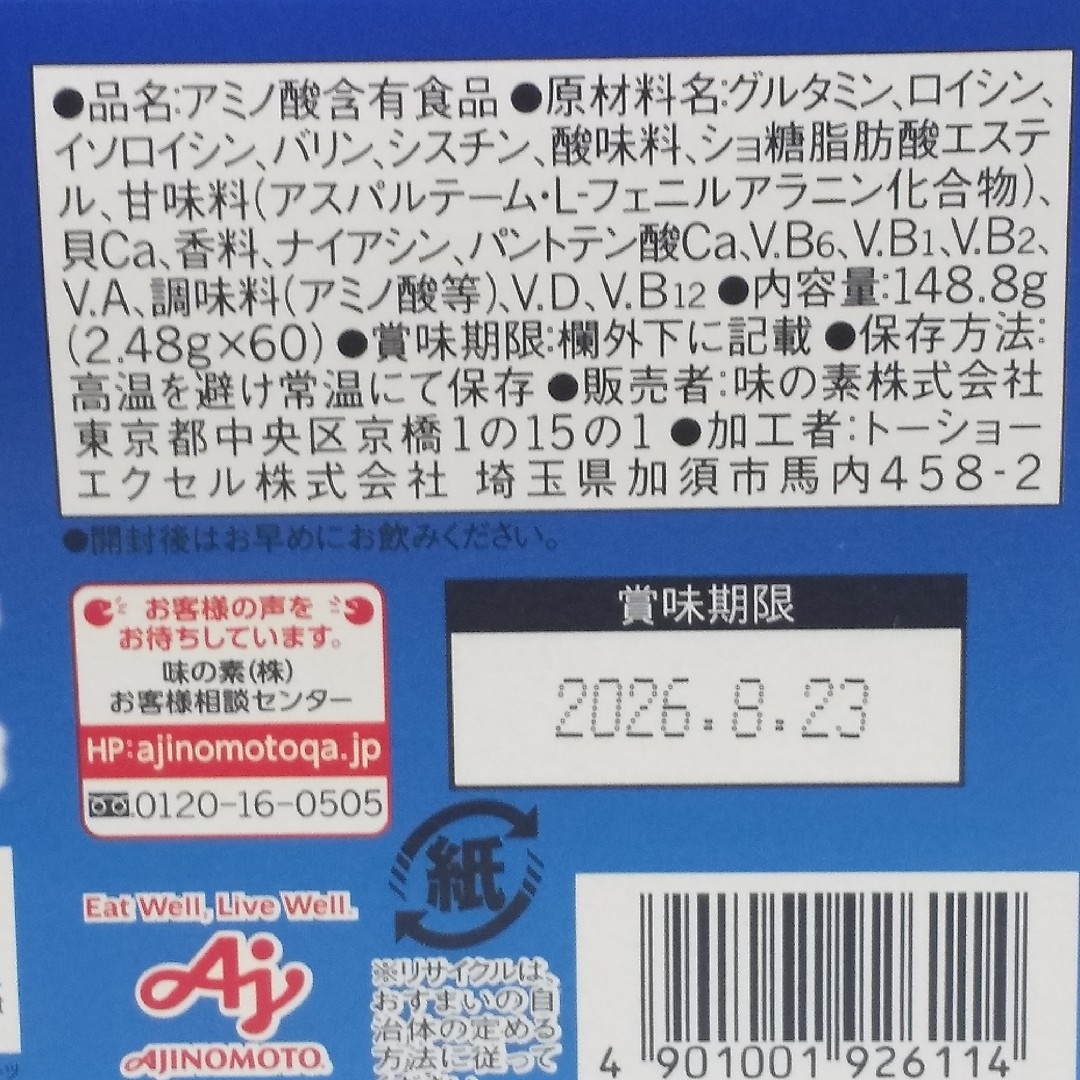 ●品名:アミノ酸含有食品 ●原材料名:グルタミン、ロイシン、
イソロイシン、バリン、シスチン、酸味料、ショ糖脂肪酸エステ
ル、甘味料(アスパルテーム・L-フェニルアラニン化合物)、
貝Ca、香料、ナイアシン、パントテン酸Ca、V.B6、V.B1、V.B2、
V.A、調味料(アミノ酸等)、V.D、V.B12 ●内容量:148.8g
(2.48g×60) ●賞味期限:欄外下に記載 ●保存方法:
高温を避け常温にて保存 ●販売者:味の素株式会社
東京都中央区京橋1の15の1 ●加工者:トーショー
エクセル株式会社 埼玉県加須市馬内458-2
●開封後はお早めにお飲みください。
お客様の声を
お待ちしています。
味の素(株)
お客様相談センター
HP:ajinomotoqa.jp
0120-16-0505
賞味期限
2026.8.23
紙
※リサイクルは、
おすまいの自
治体の定める
方法に従って
Eat Well, Live Well.
Aj
AJINOMOTO.
4 901001 926114